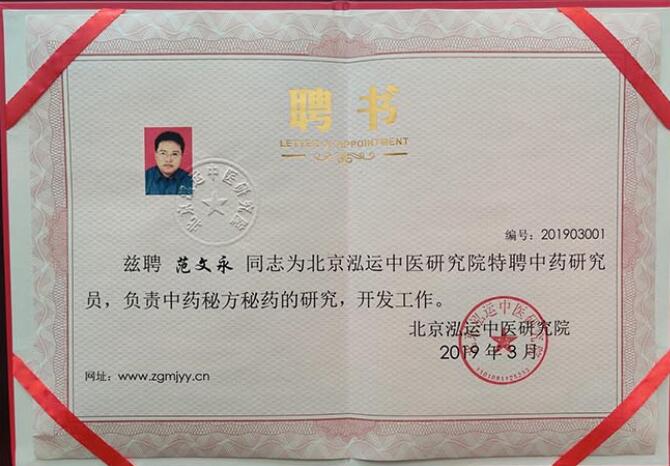 聘书
LETTER OF APPOINTMENT
编号：201903001
兹聘 范文永 同志为北京泓运中医研究院特聘中药研究
员，负责中药秘方秘药的研究，开发工作。
北京泓运中医研究院
2019年3月
网址：www.zgmjyy.cn